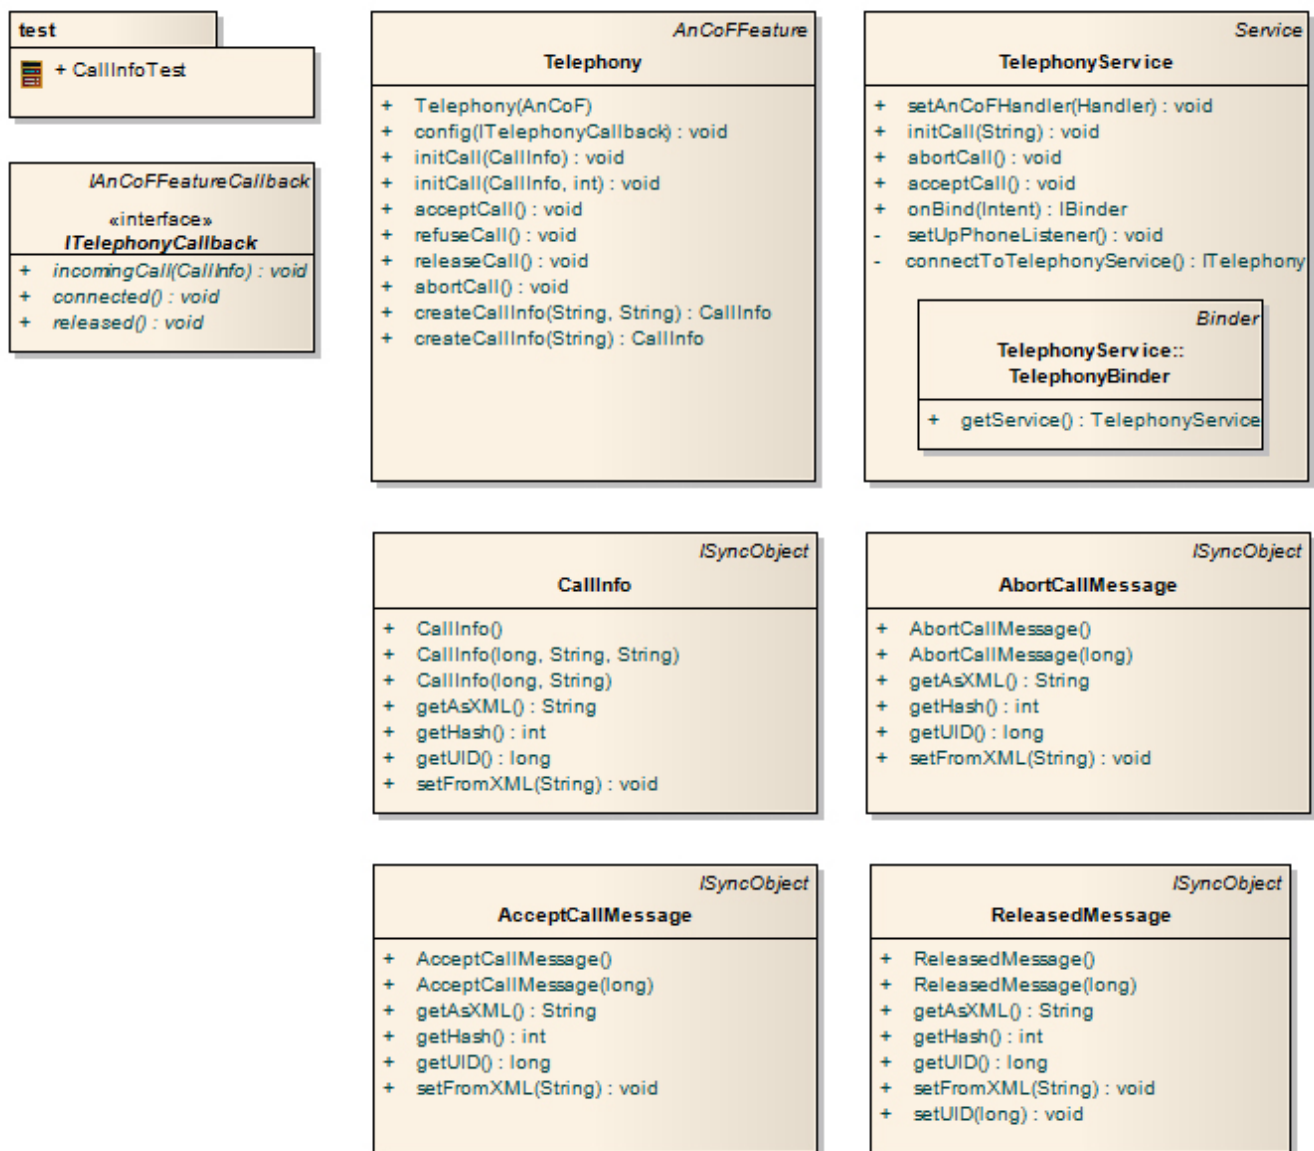 test
+ CallInfoTest
IAnCoFFeatureCallback
«interface»
ITelephonyCallback
+ incomingCall(CallInfo) : void
+ connected() : void
+ released() : void
AnCoFFeature
Telephony
+ Telephony(AnCoF)
+ config(ITelephonyCallback) : void
+ initCall(CallInfo) : void
+ initCall(CallInfo, int) : void
+ acceptCall() : void
+ refuseCall() : void
+ releaseCall() : void
+ abortCall() : void
+ createCallInfo(String, String) : CallInfo
+ createCallInfo(String) : CallInfo
Service
TelephonyService
+ setAnCoFHandler(Handler) : void
+ initCall(String) : void
+ abortCall() : void
+ acceptCall() : void
+ onBind(Intent) : IBinder
- setUpPhoneListener() : void
- connectToTelephonyService() : ITelephony
Binder
TelephonyService::
TelephonyBinder
+ getService() : TelephonyService
ISyncObject
CallInfo
+ CallInfo()
+ CallInfo(long, String, String)
+ CallInfo(long, String)
+ getAsXML() : String
+ getHash() : int
+ getUID() : long
+ setFromXML(String) : void
ISyncObject
AbortCallMessage
+ AbortCallMessage()
+ AbortCallMessage(long)
+ getAsXML() : String
+ getHash() : int
+ getUID() : long
+ setFromXML(String) : void
ISyncObject
AcceptCallMessage
+ AcceptCallMessage()
+ AcceptCallMessage(long)
+ getAsXML() : String
+ getHash() : int
+ getUID() : long
+ setFromXML(String) : void
ISyncObject
ReleasedMessage
+ ReleasedMessage()
+ ReleasedMessage(long)
+ getAsXML() : String
+ getHash() : int
+ getUID() : long
+ setFromXML(String) : void
+ setUID(long) : void